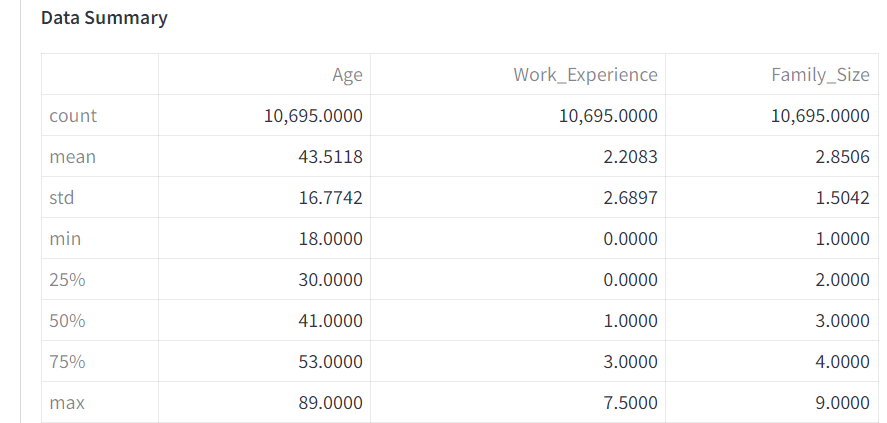 Data Summary
Age Work_Experience Family_Size
count 10,695.0000 10,695.0000 10,695.0000
mean 43.5118 2.2083 2.8506
std 16.7742 2.6897 1.5042
min 18.0000 0.0000 1.0000
25% 30.0000 0.0000 2.0000
50% 41.0000 1.0000 3.0000
75% 53.0000 3.0000 4.0000
max 89.0000 7.5000 9.0000